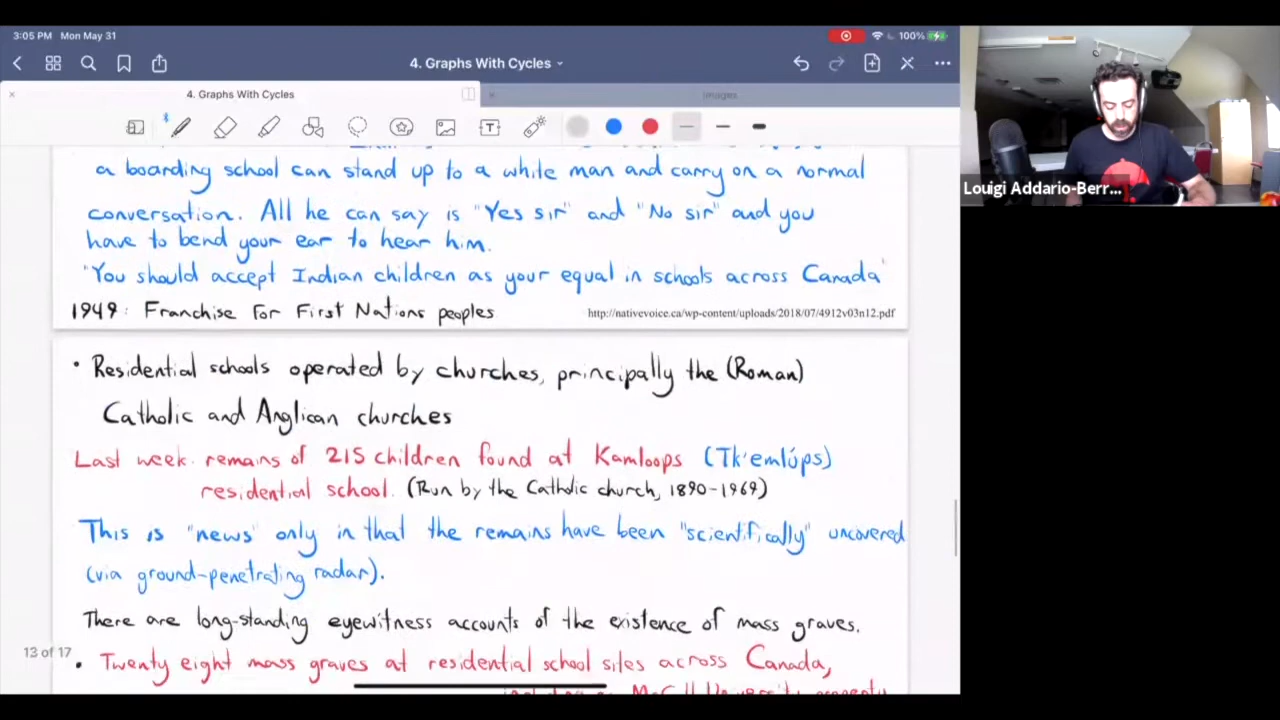 3:05 PM Mon May 31
100%
4. Graphs With Cycles
4. Graphs With Cycles
Images
a boarding school can stand up to a white man and carry on a normal
conversation. All he can say is "Yes sir" and "No sir" and you
have to bend your ear to hear him.
"You should accept Indian children as your equal in schools across Canada"
1949: Franchise for First Nations peoples.
http://nativevoice.ca/wp-content/uploads/2018/07/4912v03n12.pdf
• Residential schools operated by churches, principally the (Roman)
Catholic and Anglican churches
Last week. remains of 215 children found at Kamloops (Tk'emlúps)
residential school. (Run by the Catholic church, 1890-1969)
This is "news" only in that the remains have been "scientifically" uncovered
(via ground-penetrating radar).
There are long-standing eyewitness accounts of the existence of mass graves.
13 of 17
• Twenty eight mass graves at residential school sites across Canada,
McGill University property
Louigi Addario-Berr...